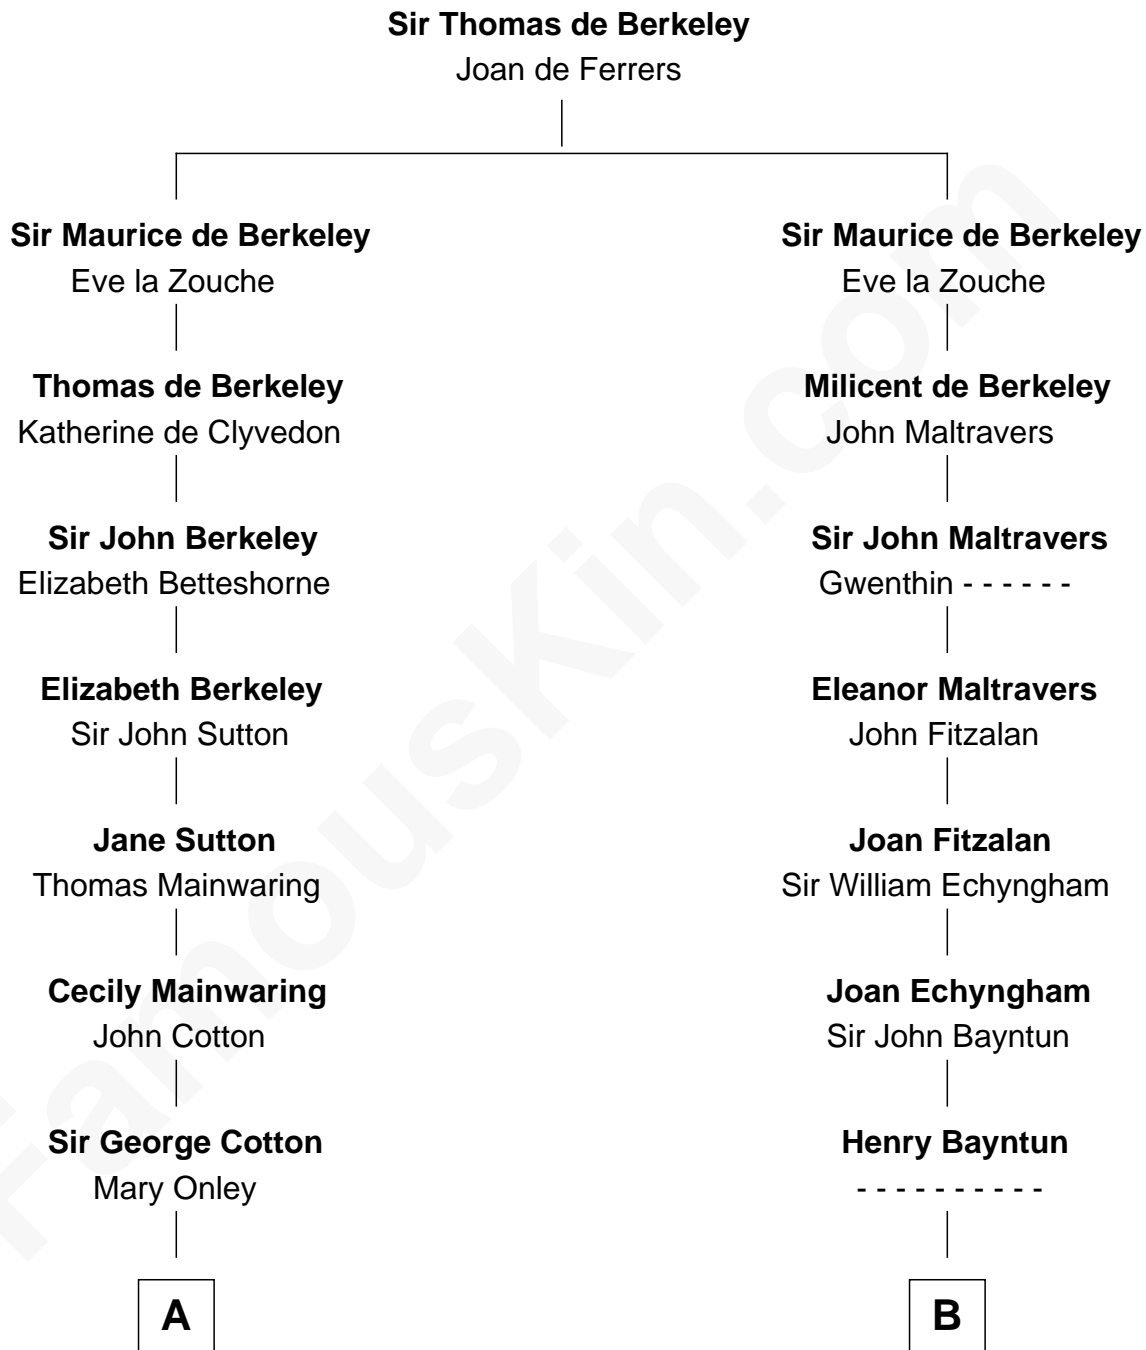 Sir Thomas de Berkeley
Joan de Ferrers
Sir Maurice de Berkeley
Eve la Zouche
Sir Maurice de Berkeley
Eve la Zouche
Thomas de Berkeley
Katherine de Clyvedon
Milicent de Berkeley
John Maltravers
Sir John Berkeley
Elizabeth Betteshorne
Sir John Maltravers
Gwenthin - - - - - -
Elizabeth Berkeley
Sir John Sutton
Eleanor Maltravers
John Fitzalan
Jane Sutton
Thomas Mainwaring
Joan Fitzalan
Sir William Echyngham
Cecily Mainwaring
John Cotton
Joan Echyngham
Sir John Bayntun
Sir George Cotton
Mary Onley
Henry Bayntun
- - - - - - - - - -
A
B
FamousKin.com